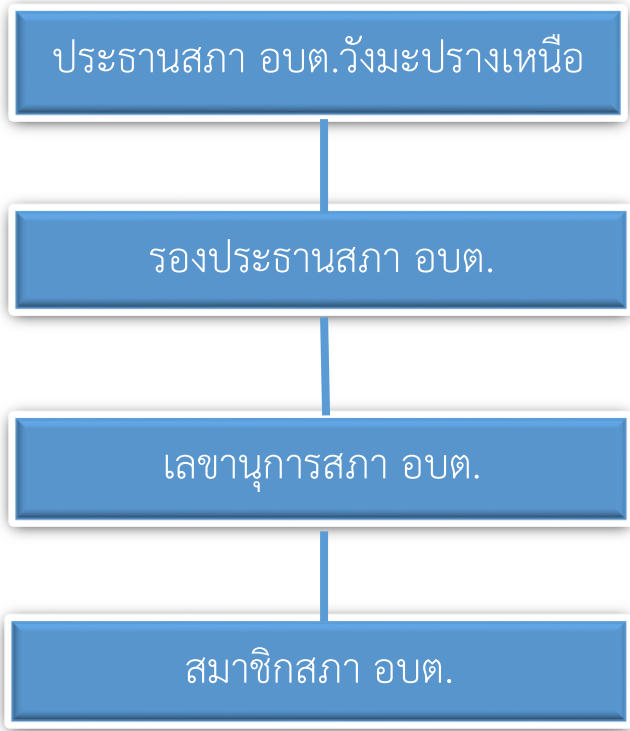 ประธานสภา อบต.วังมะปรางเหนือ
รองประธานสภา อบต.
เลขานุการสภา อบต.
สมาชิกสภา อบต.